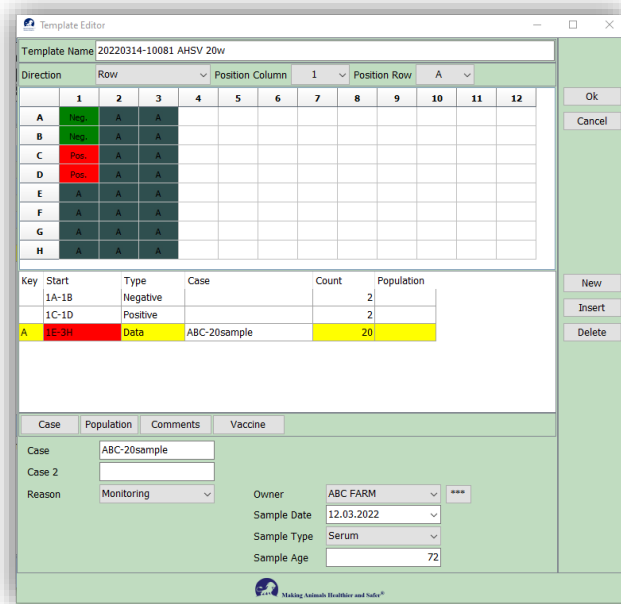 Template Editor
Template Name 20220314-10081 AHSV 20w
Direction Row Position Column 1 Position Row A
1 2 3 4 5 6 7 8 9 10 11 12
A Neg. A A
B Neg. A A
C Pos. A A
D Pos. A A
E A A A
F A A A
G A A A
H A A A
Ok
Cancel
Key Start Type Case Count Population
1A-1B Negative 2
1C-1D Positive 2
A 1E-3H Data ABC-20sample 20
New
Insert
Delete
Case Population Comments Vaccine
Case ABC-20sample
Case 2
Reason Monitoring Owner ABC FARM ***
Sample Date 12.03.2022
Sample Type Serum
Sample Age 72
Making Animals Healthier and Safer®